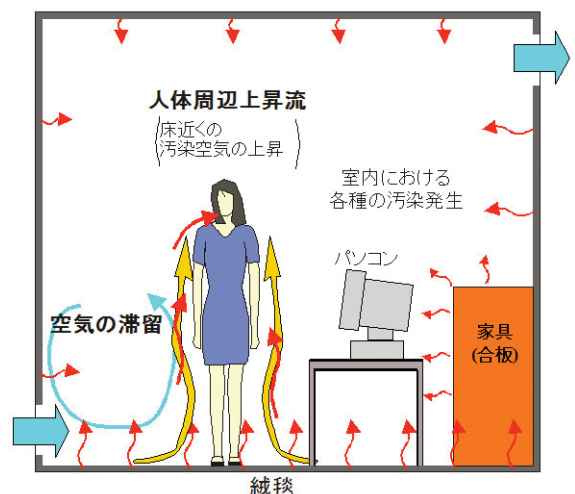 人体周辺上昇流
床近くの
汚染空気の上昇
室内における
各種の汚染発生
パソコン
空気の滞留
家具
(合板)
絨毯